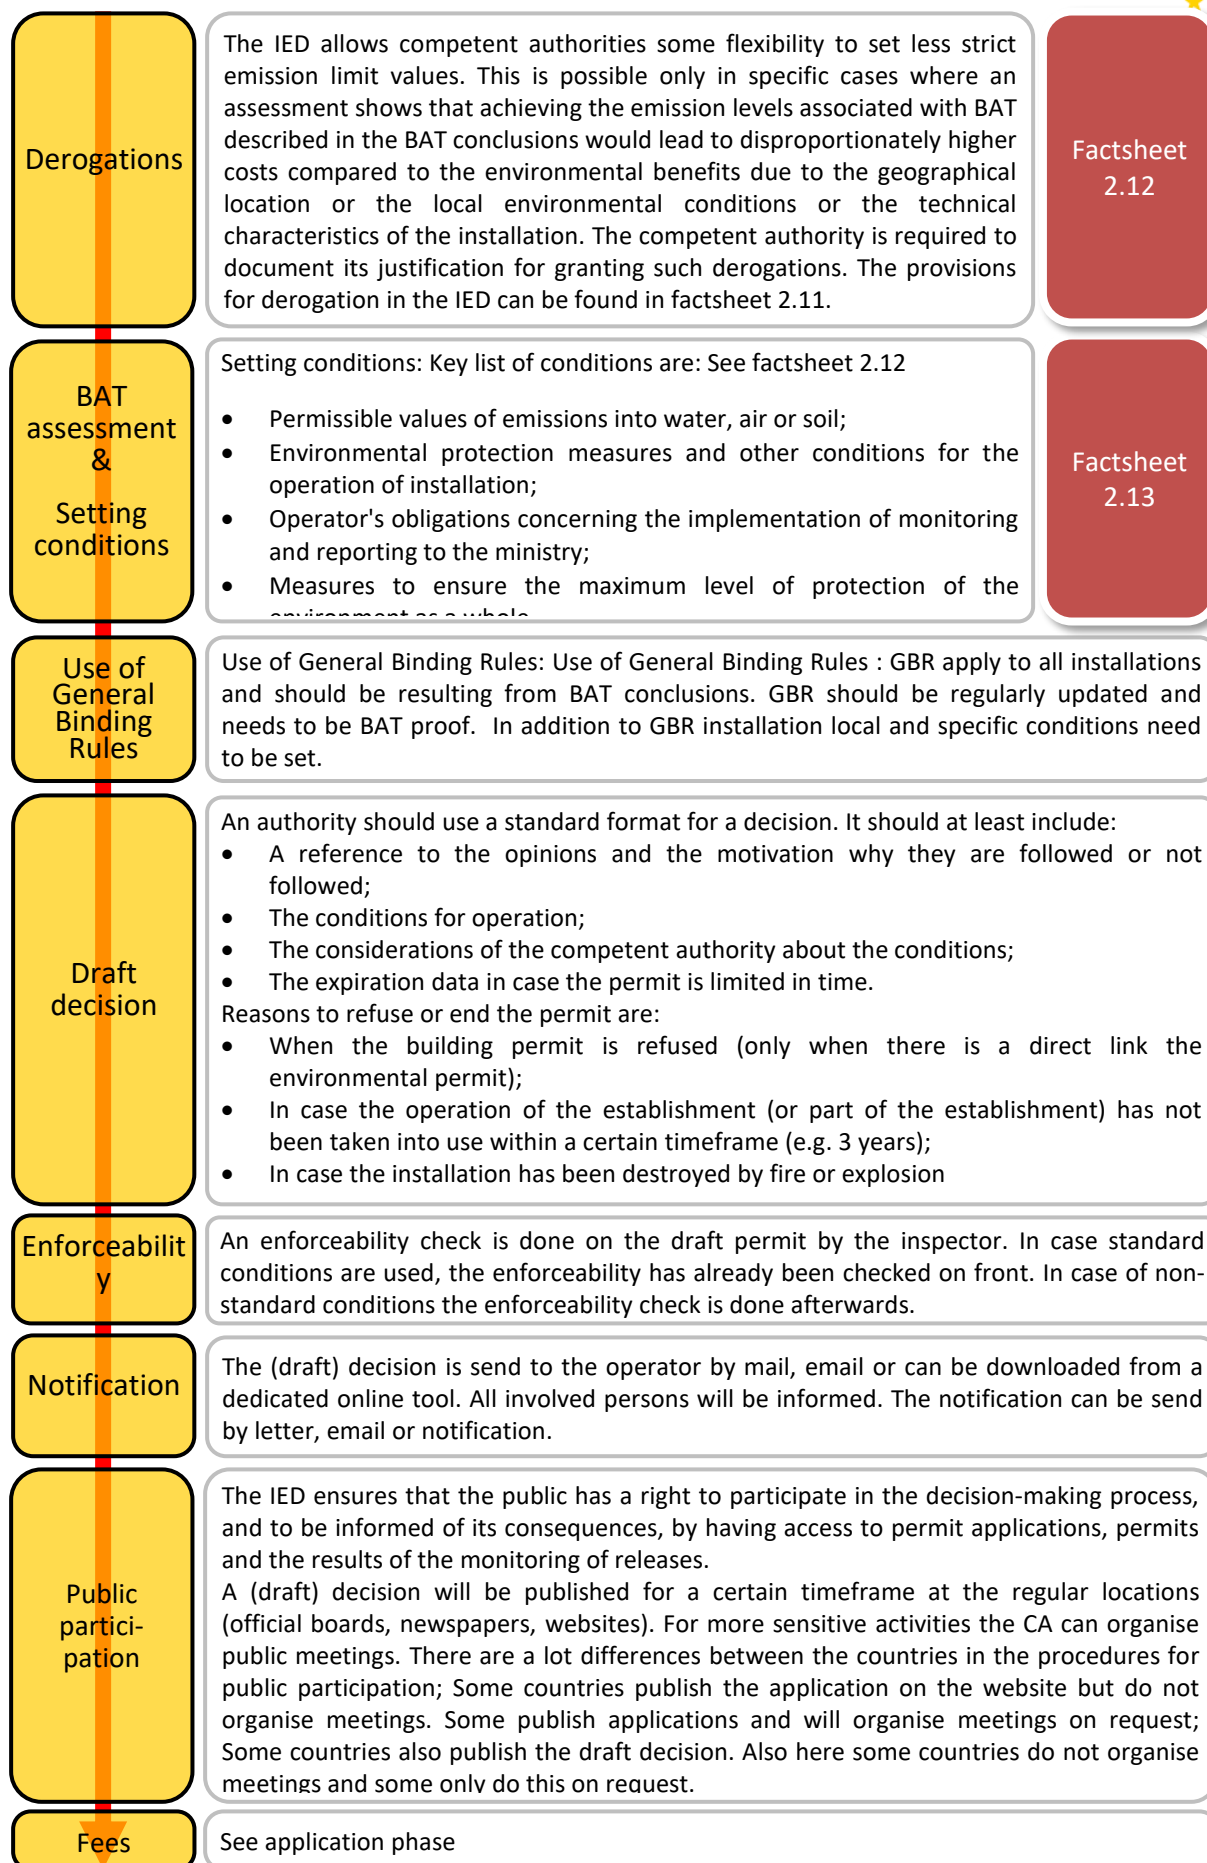 Derogations
The IED allows competent authorities some flexibility to set less strict
emission limit values. This is possible only in specific cases where an
assessment shows that achieving the emission levels associated with BAT
described in the BAT conclusions would lead to disproportionately higher
costs compared to the environmental benefits due to the geographical
location or the local environmental conditions or the technical
characteristics of the installation. The competent authority is required to
document its justification for granting such derogations. The provisions
for derogation in the IED can be found in factsheet 2.11.
Factsheet
2.12
BAT
assessment
&
Setting
conditions
Setting conditions: Key list of conditions are: See factsheet 2.12
• Permissible values of emissions into water, air or soil;
• Environmental protection measures and other conditions for the
operation of installation;
• Operator's obligations concerning the implementation of monitoring
and reporting to the ministry;
• Measures to ensure the maximum level of protection of the
environment as a whole
Factsheet
2.13
Use of
General
Binding
Rules
Use of General Binding Rules: Use of General Binding Rules : GBR apply to all installations
and should be resulting from BAT conclusions. GBR should be regularly updated and
needs to be BAT proof. In addition to GBR installation local and specific conditions need
to be set.
Draft
decision
An authority should use a standard format for a decision. It should at least include:
• A reference to the opinions and the motivation why they are followed or not
followed;
• The conditions for operation;
• The considerations of the competent authority about the conditions;
• The expiration data in case the permit is limited in time.
Reasons to refuse or end the permit are:
• When the building permit is refused (only when there is a direct link the
environmental permit);
• In case the operation of the establishment (or part of the establishment) has not
been taken into use within a certain timeframe (e.g. 3 years);
• In case the installation has been destroyed by fire or explosion
Enforceabilit
y
An enforceability check is done on the draft permit by the inspector. In case standard
conditions are used, the enforceability has already been checked on front. In case of non-
standard conditions the enforceability check is done afterwards.
Notification
The (draft) decision is send to the operator by mail, email or can be downloaded from a
dedicated online tool. All involved persons will be informed. The notification can be send
by letter, email or notification.
Public
partici-
pation
The IED ensures that the public has a right to participate in the decision-making process,
and to be informed of its consequences, by having access to permit applications, permits
and the results of the monitoring of releases.
A (draft) decision will be published for a certain timeframe at the regular locations
(official boards, newspapers, websites). For more sensitive activities the CA can organise
public meetings. There are a lot differences between the countries in the procedures for
public participation; Some countries publish the application on the website but do not
organise meetings. Some publish applications and will organise meetings on request;
Some countries also publish the draft decision. Also here some countries do not organise
meetings and some only do this on request.
Fees
See application phase